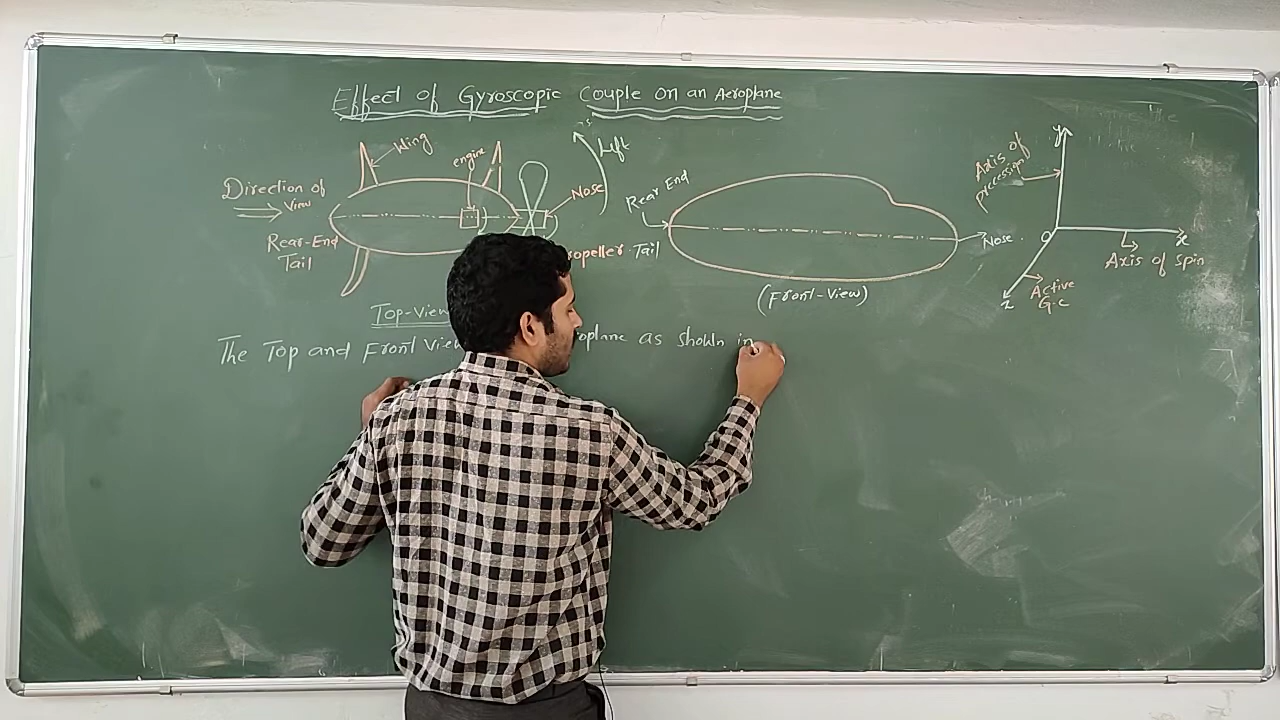 Effect of Gyroscopic Couple on an Aeroplane
Wing
engine
Left
Direction of
View
Nose
Rear-End
Tail
ropeller Tail
Top-View
Rear End
Nose.
(Front-View)
y
Axis of
precession
O
x
Axis of Spin
z
Active
G.C
The Top and Front View oplane as shown in